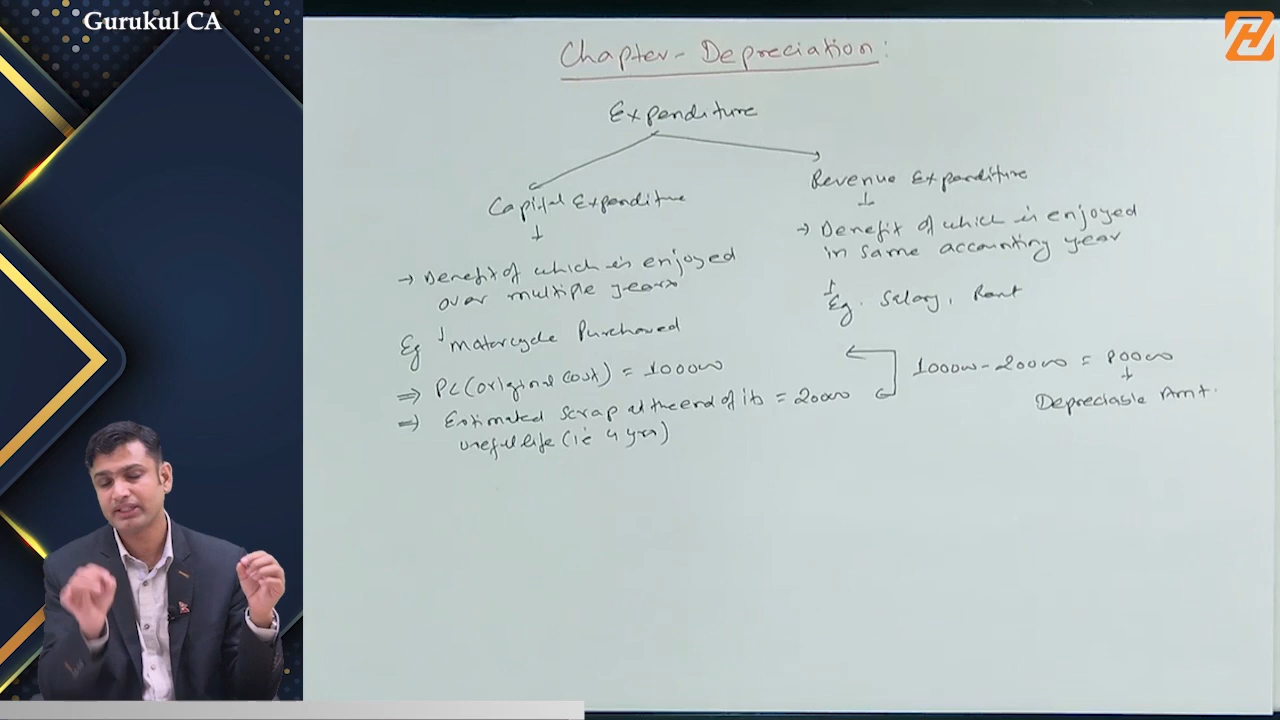 Gurukul CA
Chapter - Depreciation:
Expenditure
Capital Expenditure
→ Benefit of which is enjoyed
over multiple years
Eg motorcycle Purchased
⇒ PC (original cost) = 100000
⇒ Estimated scrap at the end of its = 20000
useful life (i.e 4 yrs)
Revenue Expenditure
→ Benefit of which is enjoyed
in same accounting year
Eg. Salary, Rent
100000 - 20000 = 80000
Depreciable Amt.